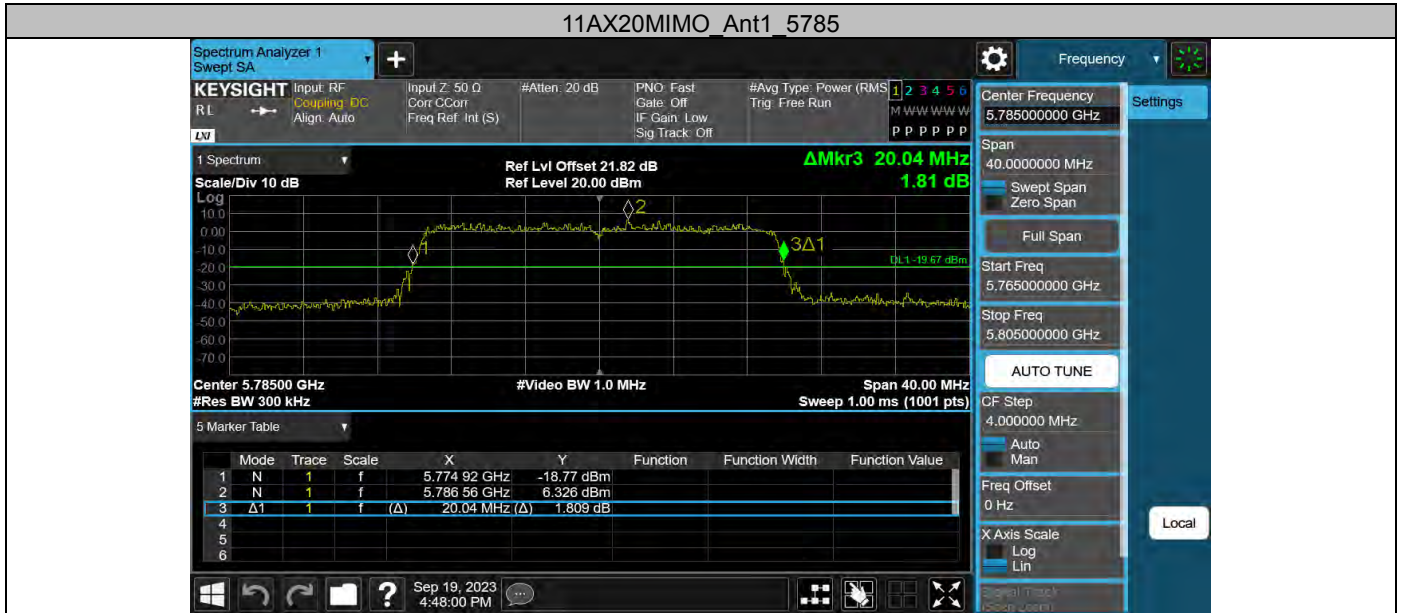 11AX20MIMO_Ant1_5785
Spectrum Analyzer 1
Swept SA
+
Frequency
KEYSIGHT
RL
LXI
Input: RF
Coupling: DC
Align: Auto
Input Z: 50 Ω
Corr CCorr
Freq Ref: Int (S)
#Atten: 20 dB
PNO: Fast
Gate: Off
IF Gain: Low
Sig Track: Off
#Avg Type: Power (RMS
Trig: Free Run
1 2 3 4 5 6
M W W W W W
P P P P P P
1 Spectrum
Scale/Div 10 dB
Ref Lvl Offset 21.82 dB
Ref Level 20.00 dBm
ΔMkr3 20.04 MHz
1.81 dB
Log
10.0
0.00
-10.0
-20.0
-30.0
-40.0
-50.0
-60.0
-70.0
1
2
3Δ1
DL1 -19.67 dBm
Center 5.78500 GHz
#Video BW 1.0 MHz
Span 40.00 MHz
#Res BW 300 kHz
Sweep 1.00 ms (1001 pts)
5 Marker Table
Mode Trace Scale X Y Function Function Width Function Value
1 N 1 f 5.774 92 GHz -18.77 dBm
2 N 1 f 5.786 56 GHz 6.326 dBm
3 Δ1 1 f (Δ) 20.04 MHz (Δ) 1.809 dB
4
5
6
?
Sep 19, 2023
4:48:00 PM
Center Frequency
5.785000000 GHz
Settings
Span
40.0000000 MHz
Swept Span
Zero Span
Full Span
Start Freq
5.765000000 GHz
Stop Freq
5.805000000 GHz
AUTO TUNE
CF Step
4.000000 MHz
Auto
Man
Freq Offset
0 Hz
X Axis Scale
Log
Lin
Local
Signal Track
(Span Zoom)